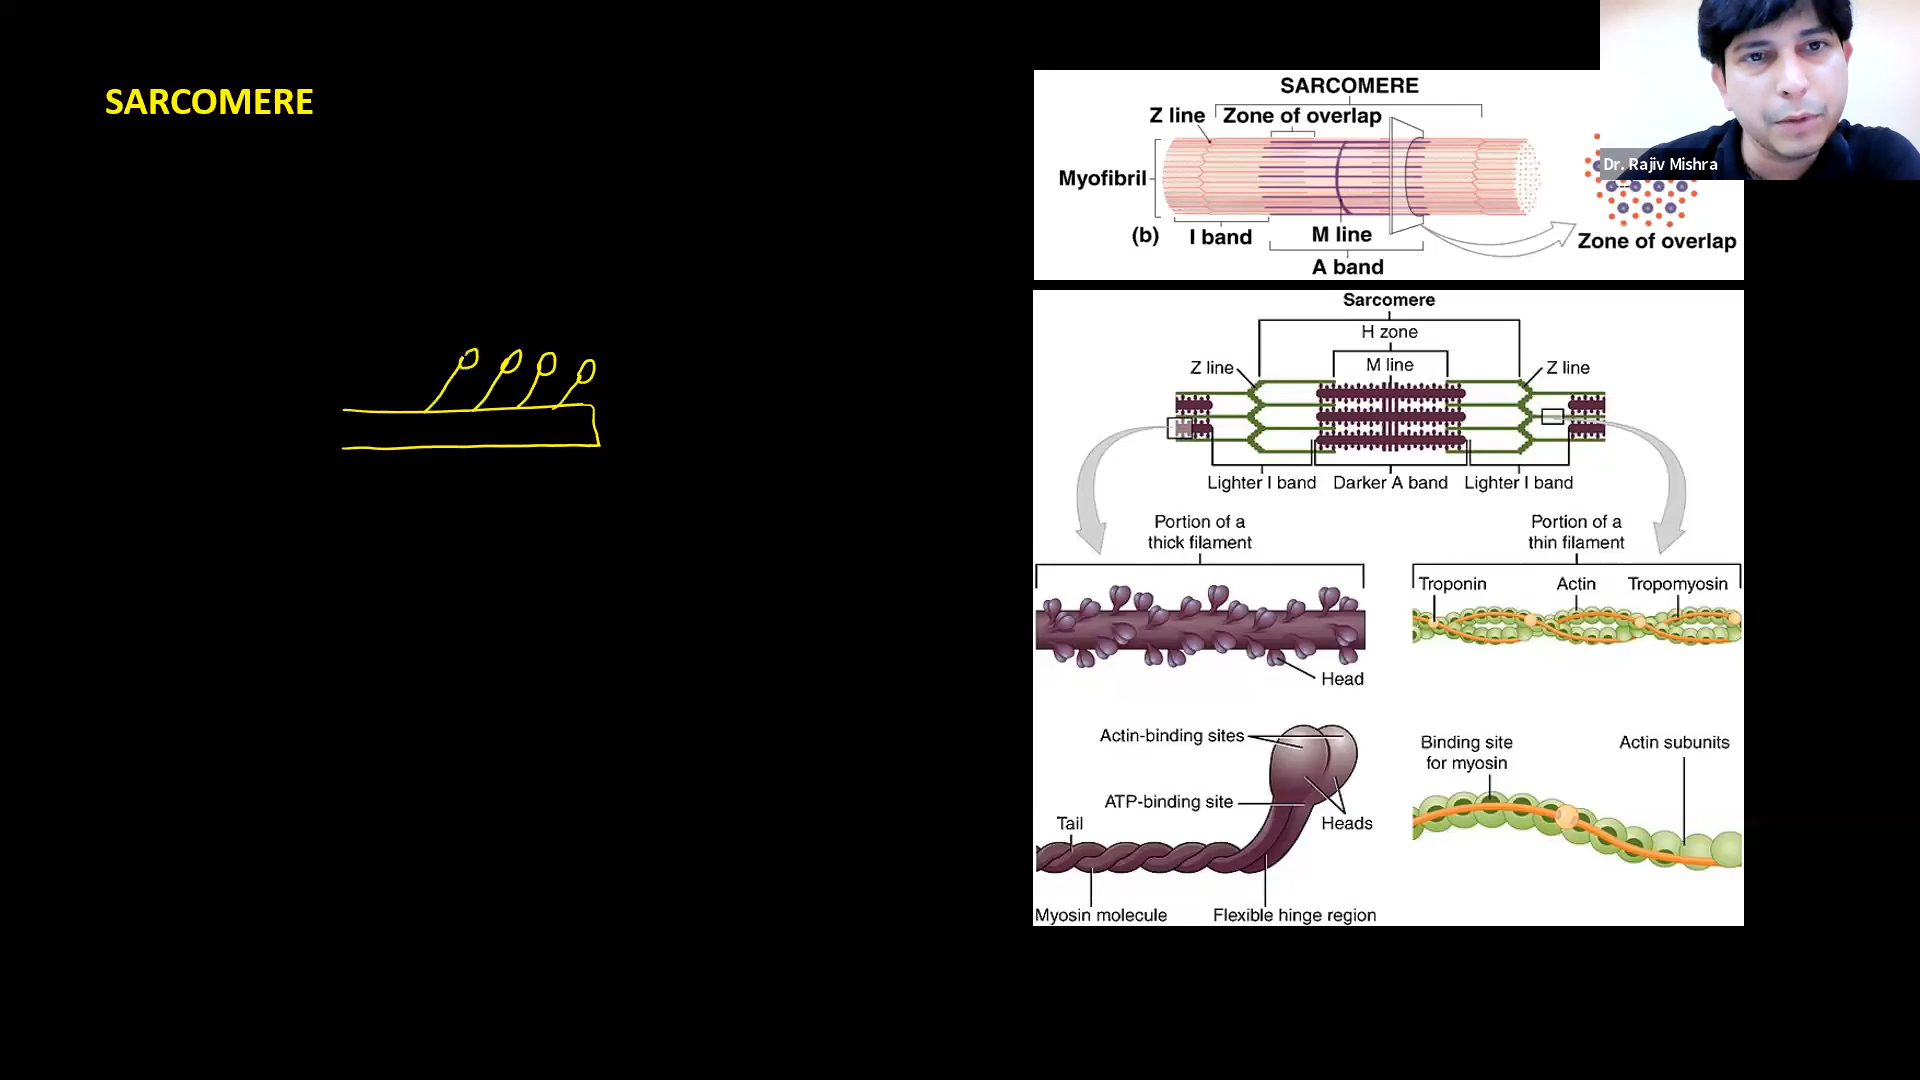 SARCOMERE
SARCOMERE
Z line
Zone of overlap
Myofibril
(b)
I band
M line
A band
Zone of overlap
Dr. Rajiv Mishra
Sarcomere
H zone
M line
Z line
Z line
Lighter I band
Darker A band
Lighter I band
Portion of a
thick filament
Portion of a
thin filament
Troponin
Actin
Tropomyosin
Head
Actin-binding sites
ATP-binding site
Heads
Tail
Myosin molecule
Flexible hinge region
Binding site
for myosin
Actin subunits